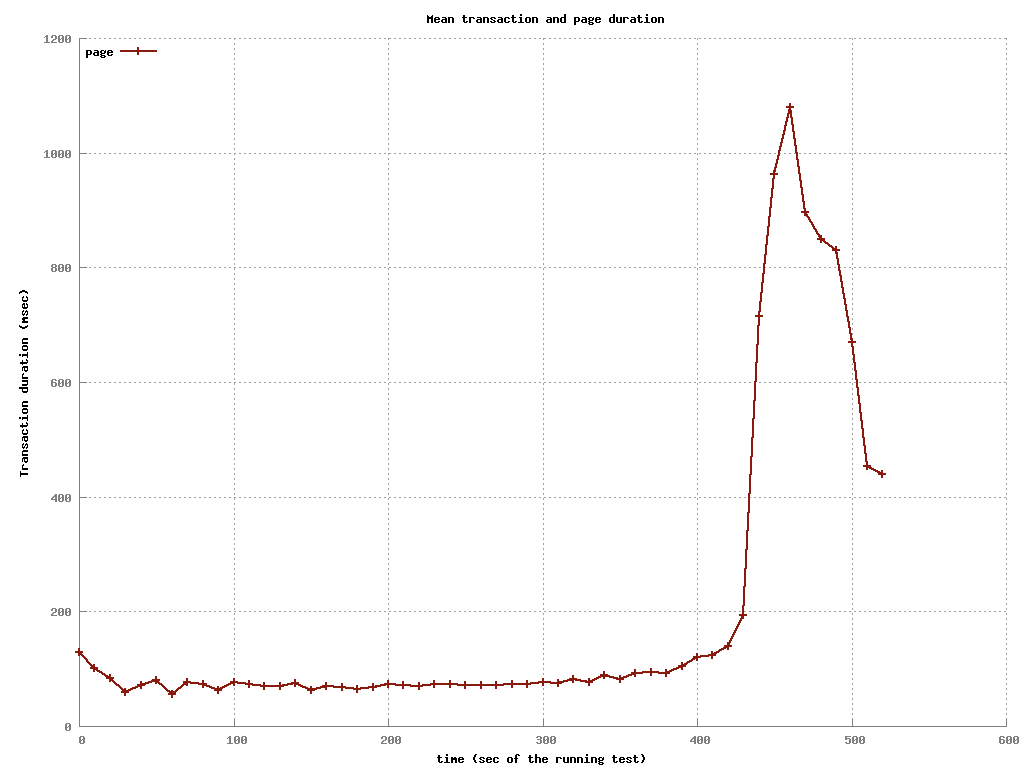 Mean transaction and page duration
1200
page
1000
800
600
400
200
0
Transaction duration (msec)
0 100 200 300 400 500 600
time (sec of the running test)